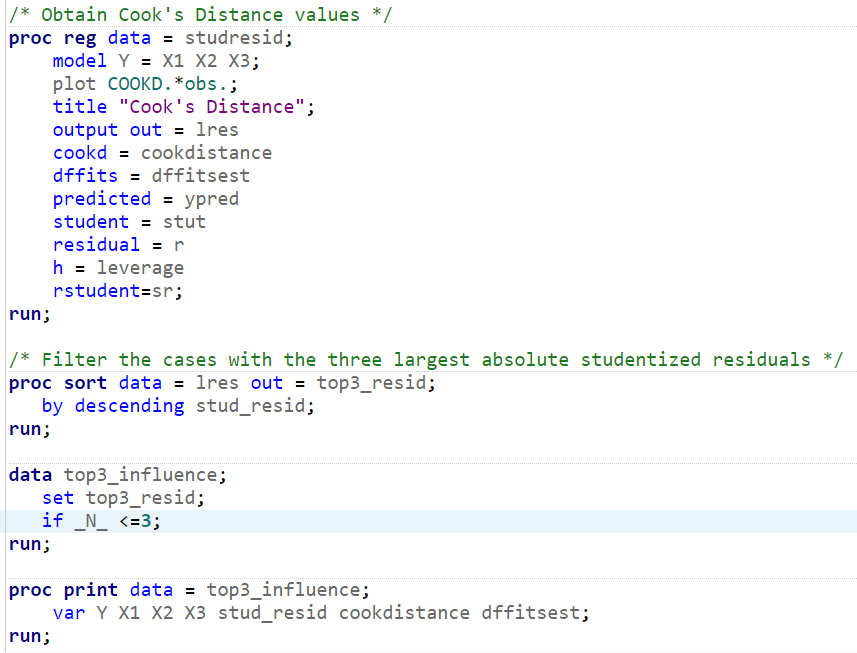 /* Obtain Cook's Distance values */
proc reg data = studresid;
model Y = X1 X2 X3;
plot COOKD.*obs.;
title "Cook's Distance";
output out = lres
cookd = cookdistance
dffits = dffitsest
predicted = ypred
student = stut
residual = r
h = leverage
rstudent=sr;
run;
/* Filter the cases with the three largest absolute studentized residuals */
proc sort data = lres out = top3_resid;
by descending stud_resid;
run;
data top3_influence;
set top3_resid;
if _N_ <=3;
run;
proc print data = top3_influence;
var Y X1 X2 X3 stud_resid cookdistance dffitsest;
run;